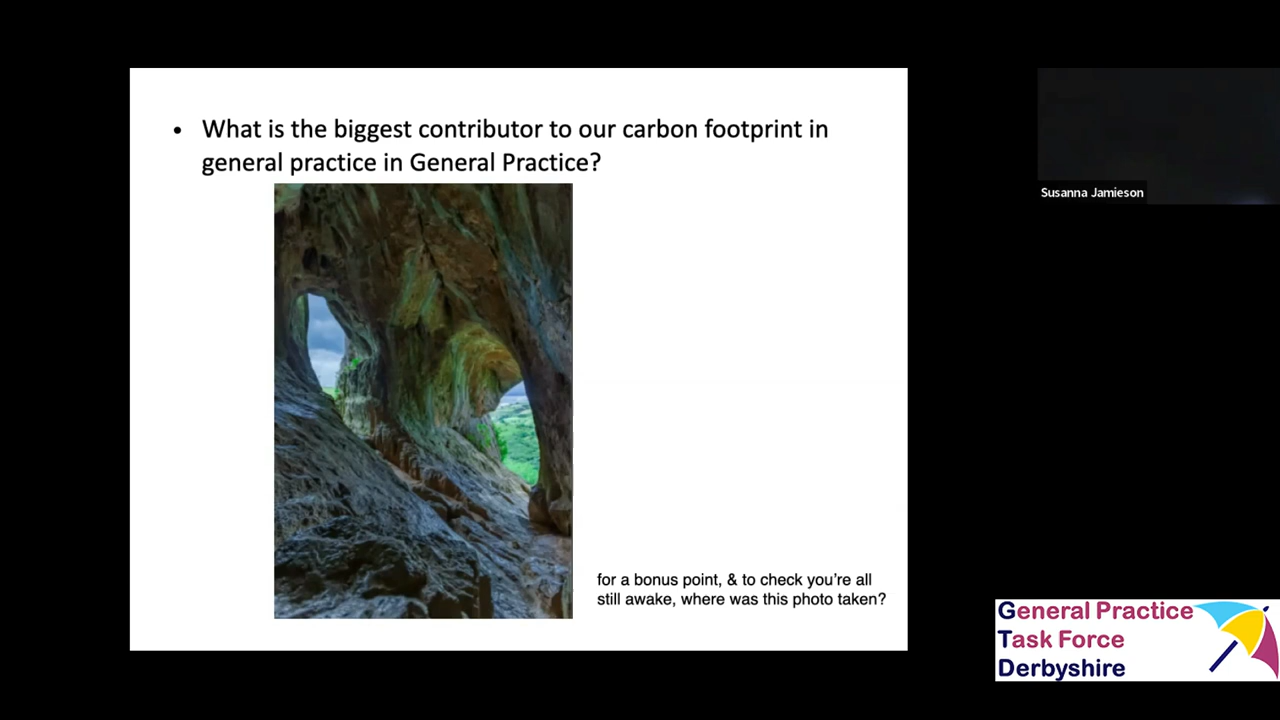 • What is the biggest contributor to our carbon footprint in
general practice in General Practice?
for a bonus point, & to check you’re all
still awake, where was this photo taken?
Susanna Jamieson
General Practice
Task Force
Derbyshire